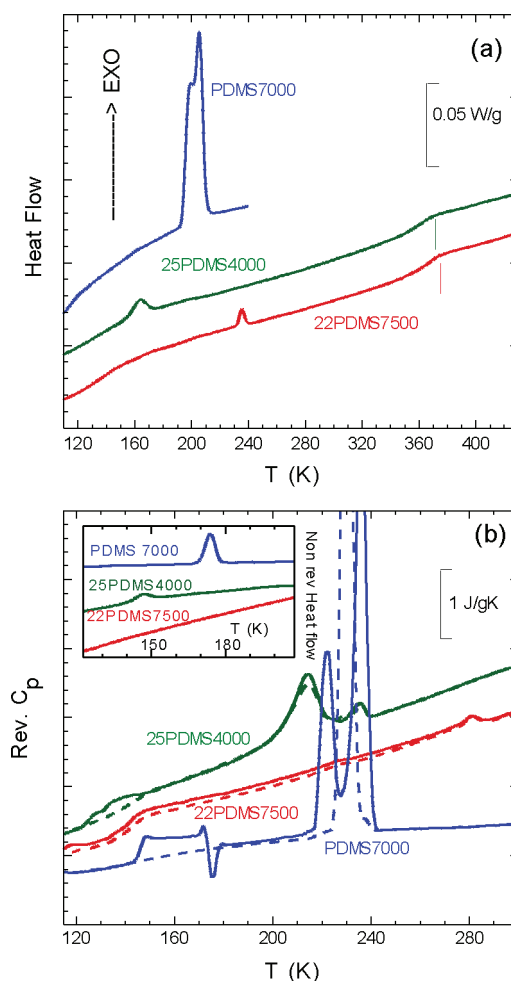 (a)
----------> EXO
PDMS7000
0.05 W/g
Heat Flow
25PDMS4000
22PDMS7500
120 160 200 240 280 320 360 400
T (K)
(b)
PDMS 7000
25PDMS4000
22PDMS7500
T (K)
150 180
Non rev Heat flow
1 J/gK
Rev. Cp
25PDMS4000
22PDMS7500
PDMS7000
120 160 200 240 280
T (K)